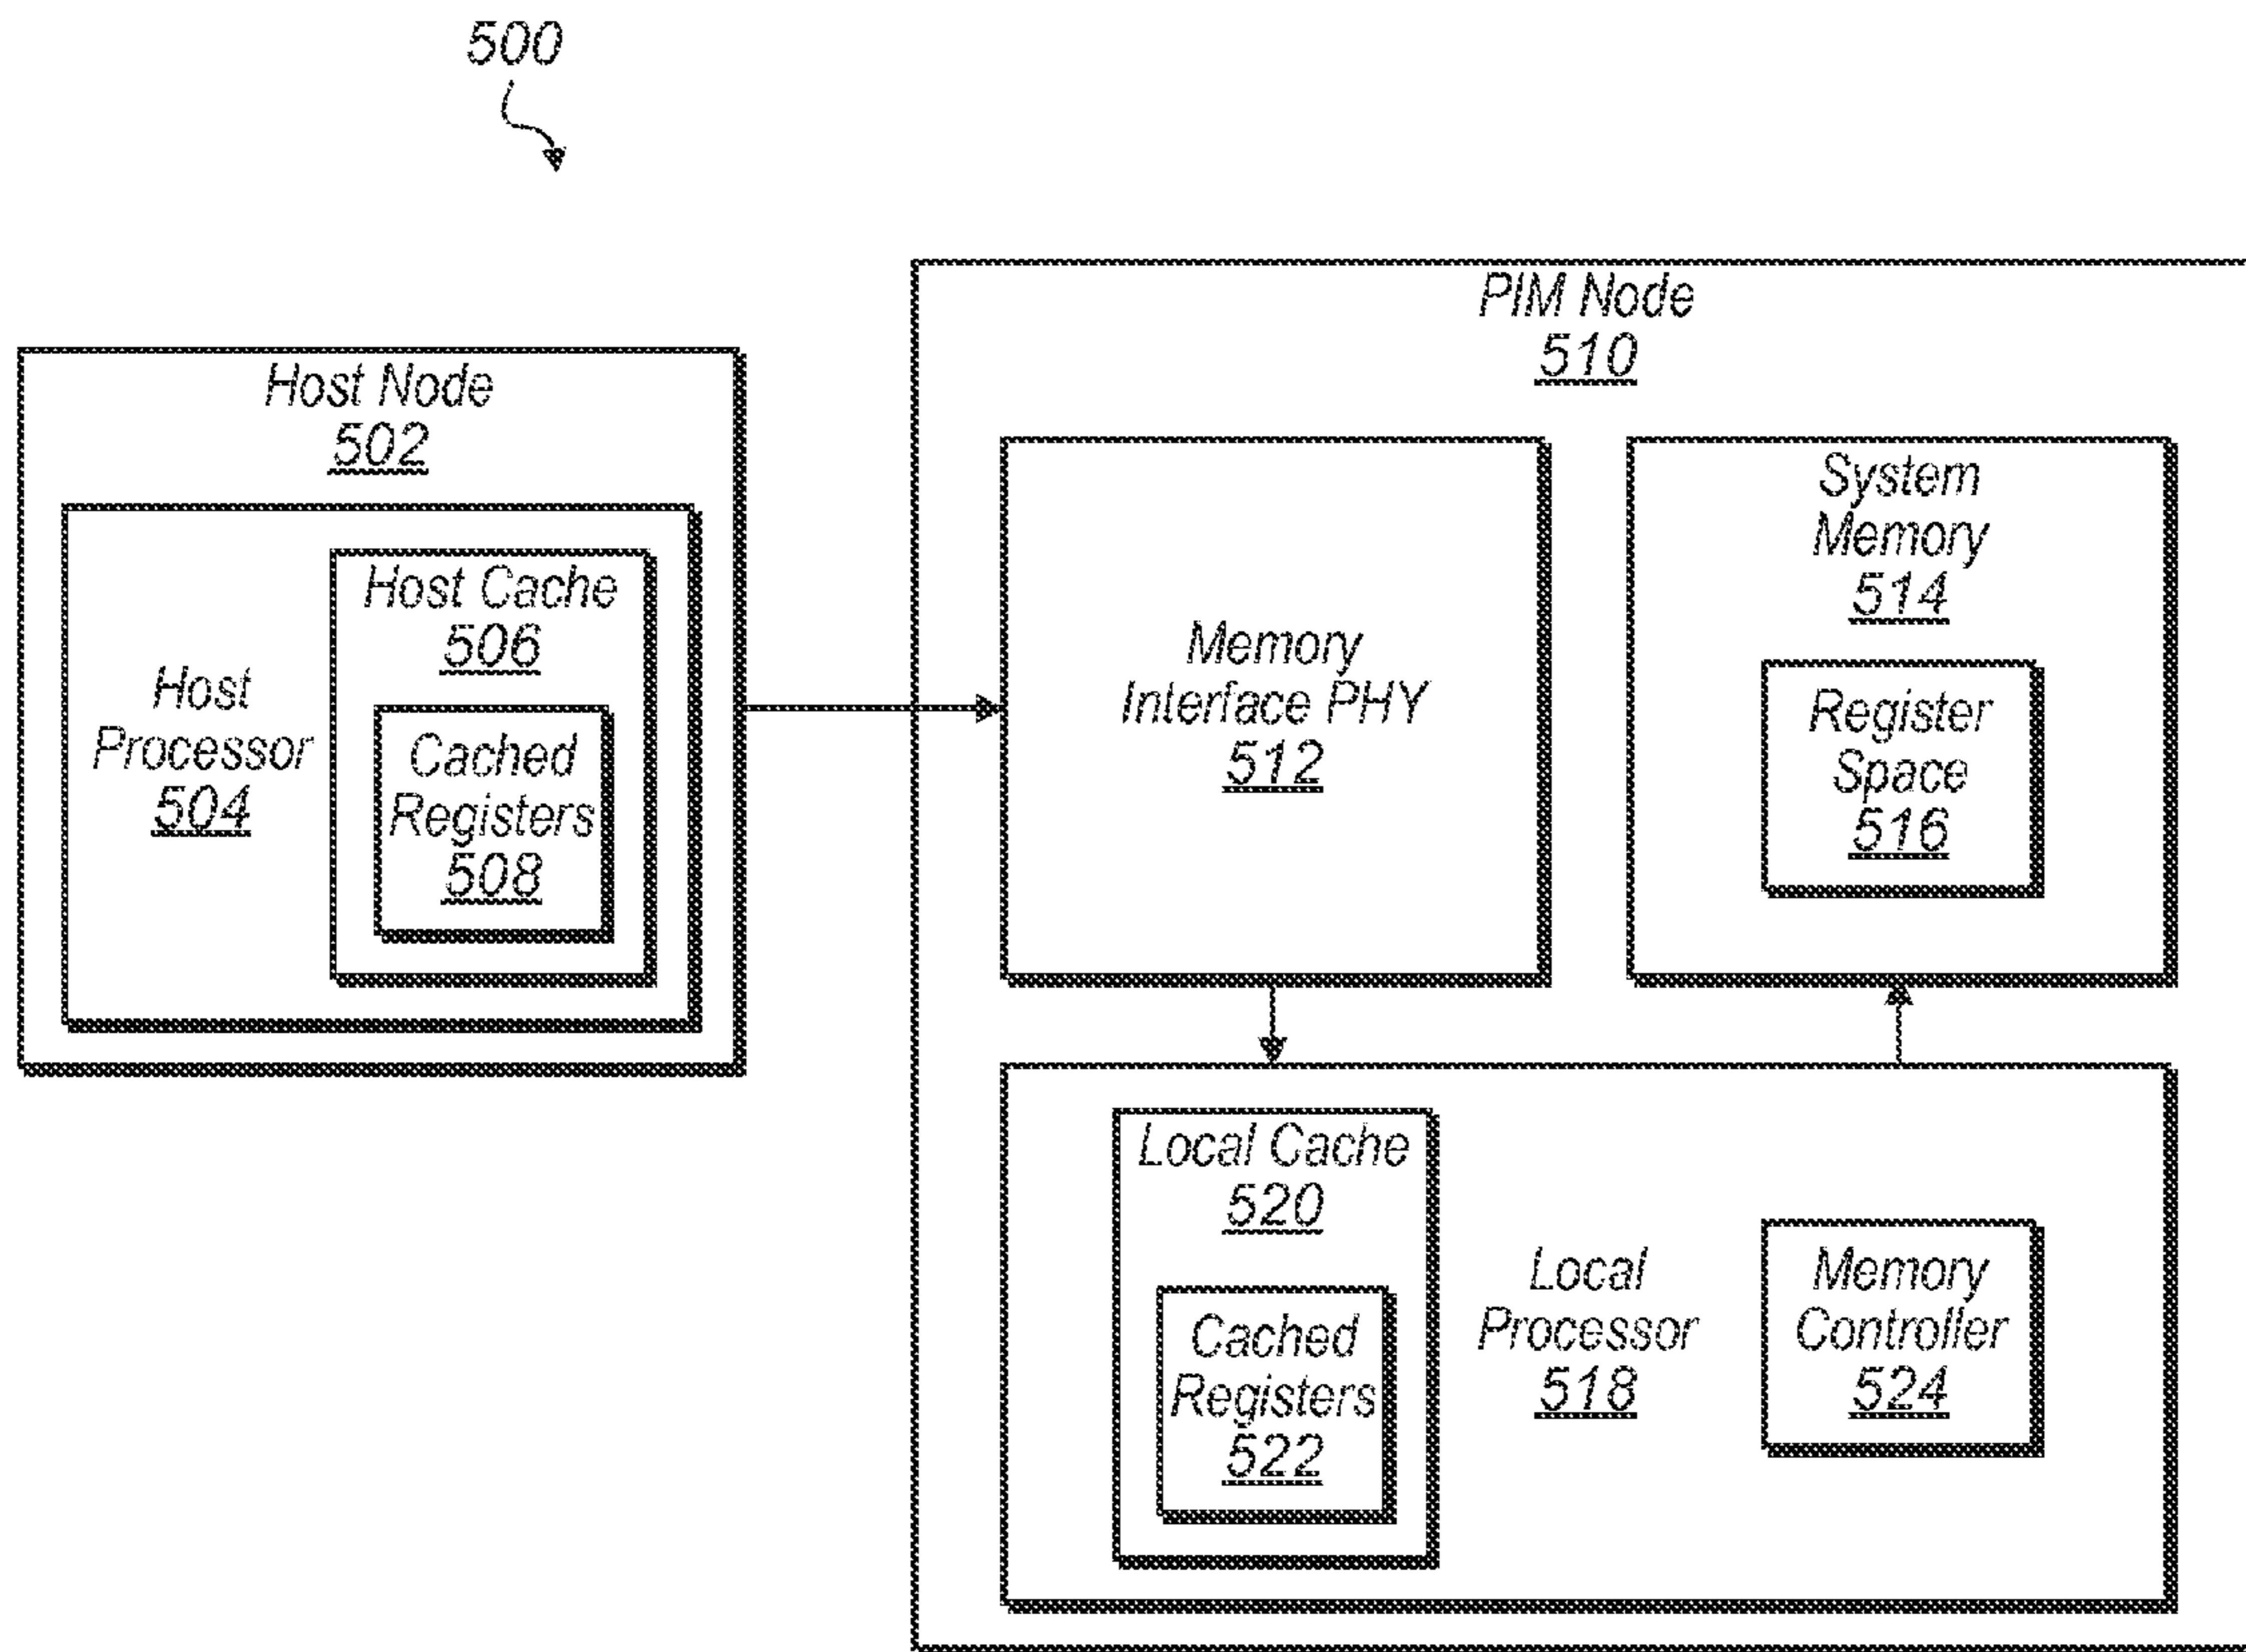 500
Host Node
502
Host
Processor
504
Host Cache
506
Cached
Registers
508
PIM Node
510
Memory
Interface PHY
512
System
Memory
514
Register
Space
516
Local Cache
520
Cached
Registers
522
Local
Processor
518
Memory
Controller
524